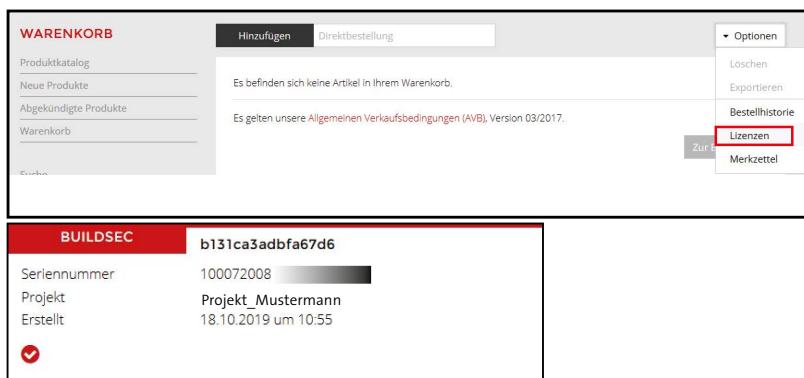 WARENKORB
Hinzufügen Direktbestellung
Optionen
Produktkatalog
Neue Produkte
Abgekündigte Produkte
Warenkorb
Suche
Es befinden sich keine Artikel in Ihrem Warenkorb.
Es gelten unsere Allgemeinen Verkaufsbedingungen (AVB), Version 03/2017.
Zur
Löschen
Exportieren
Bestellhistorie
Lizenzen
Merkzettel
BUILDSEC b131ca3adbfa67d6
Seriennummer 100072008
Projekt Projekt_Mustermann
Erstellt 18.10.2019 um 10:55